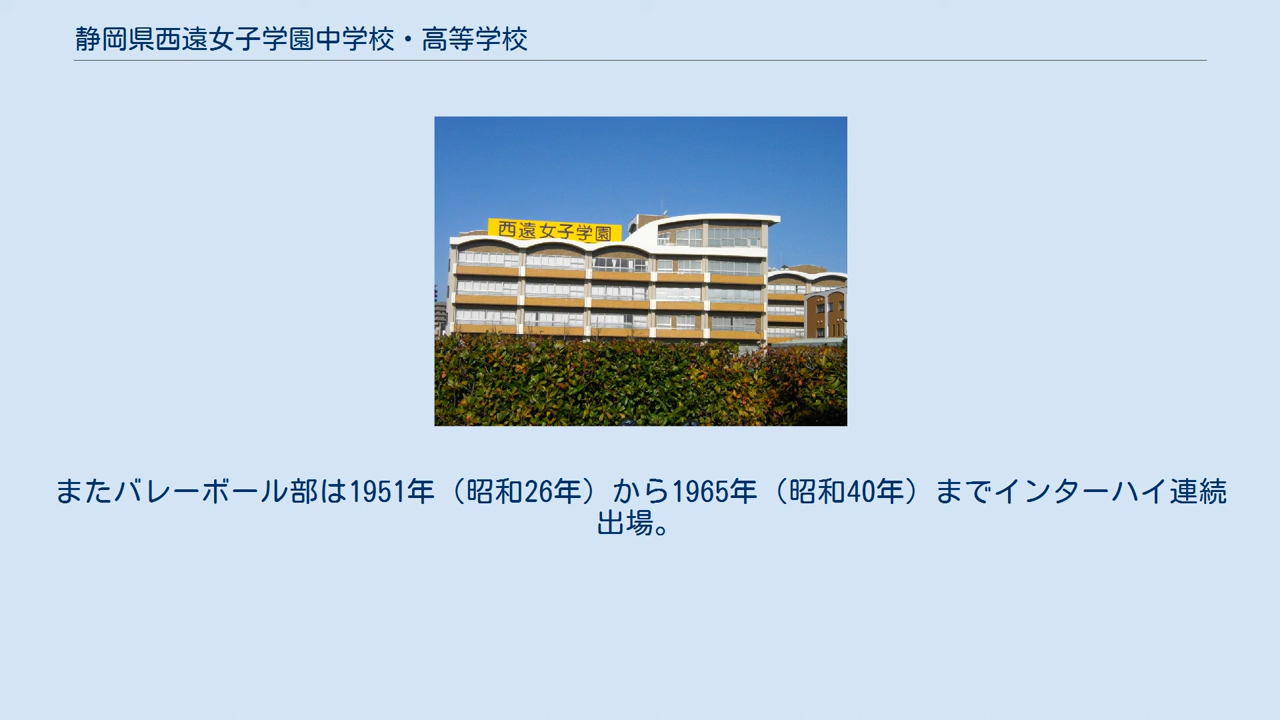 静岡県西遠女子学園中学校・高等学校
西遠女子学園
またバレーボール部は1951年（昭和26年）から1965年（昭和40年）までインターハイ連続
出場。